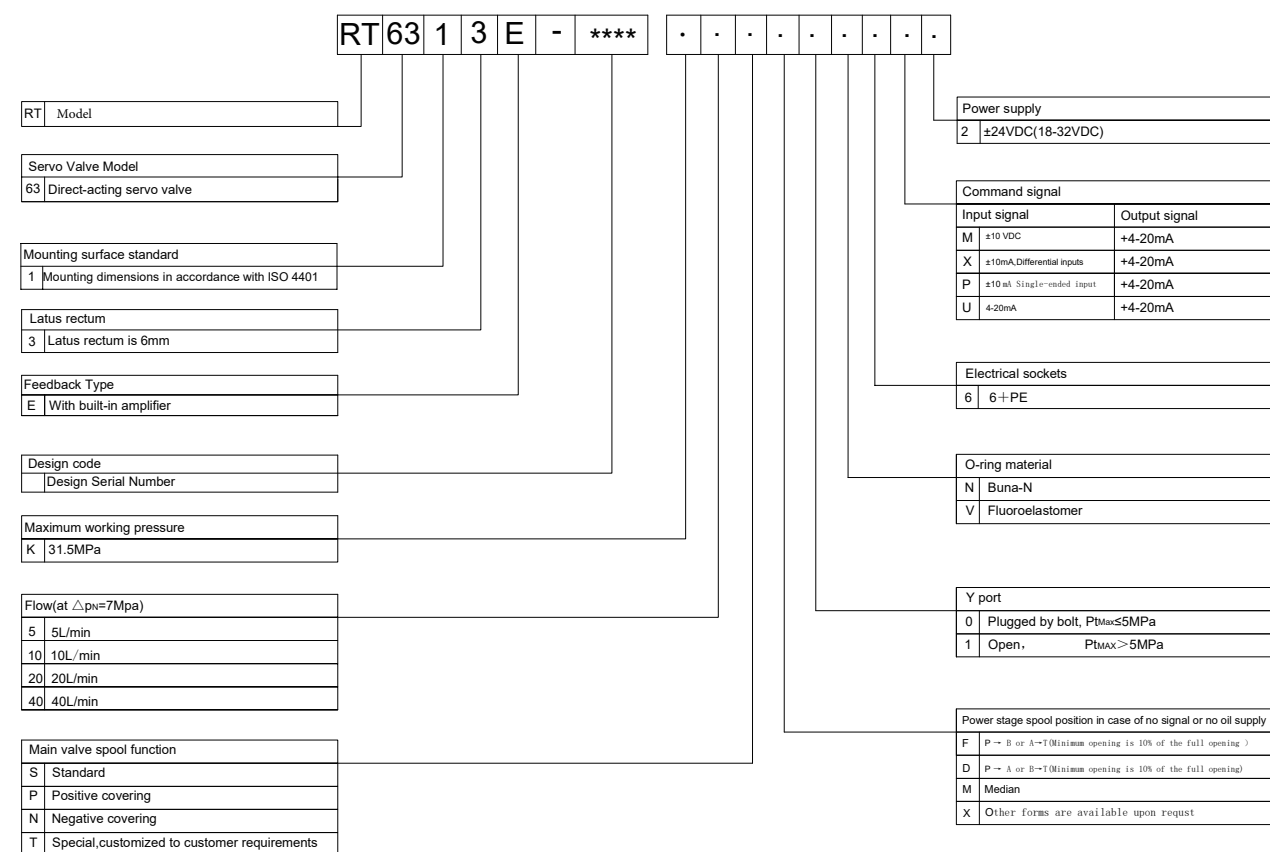 RT 63 1 3 E - **** . . . . . . . . .
RT Model
Servo Valve Model
63 Direct-acting servo valve
Mounting surface standard
1 Mounting dimensions in accordance with ISO 4401
Latus rectum
3 Latus rectum is 6mm
Feedback Type
E With built-in amplifier
Design code
Design Serial Number
Maximum working pressure
K 31.5MPa
Flow(at △pN=7Mpa)
5 5L/min
10 10L/min
20 20L/min
40 40L/min
Main valve spool function
S Standard
P Positive covering
N Negative covering
T Special,customized to customer requirements
Power supply
2 ±24VDC(18-32VDC)
Command signal
Input signal Output signal
M ±10 VDC +4-20mA
X ±10mA,Differential inputs +4-20mA
P ±10 mA Single-ended input +4-20mA
U 4-20mA +4-20mA
Electrical sockets
6 6+PE
O-ring material
N Buna-N
V Fluoroelastomer
Y port
0 Plugged by bolt, PtMax≤5MPa
1 Open, PtMAX>5MPa
Power stage spool position in case of no signal or no oil supply
F P→ B or A→T(Minimum opening is 10% of the full opening )
D P→ A or B→T(Minimum opening is 10% of the full opening)
M Median
X Other forms are available upon requst